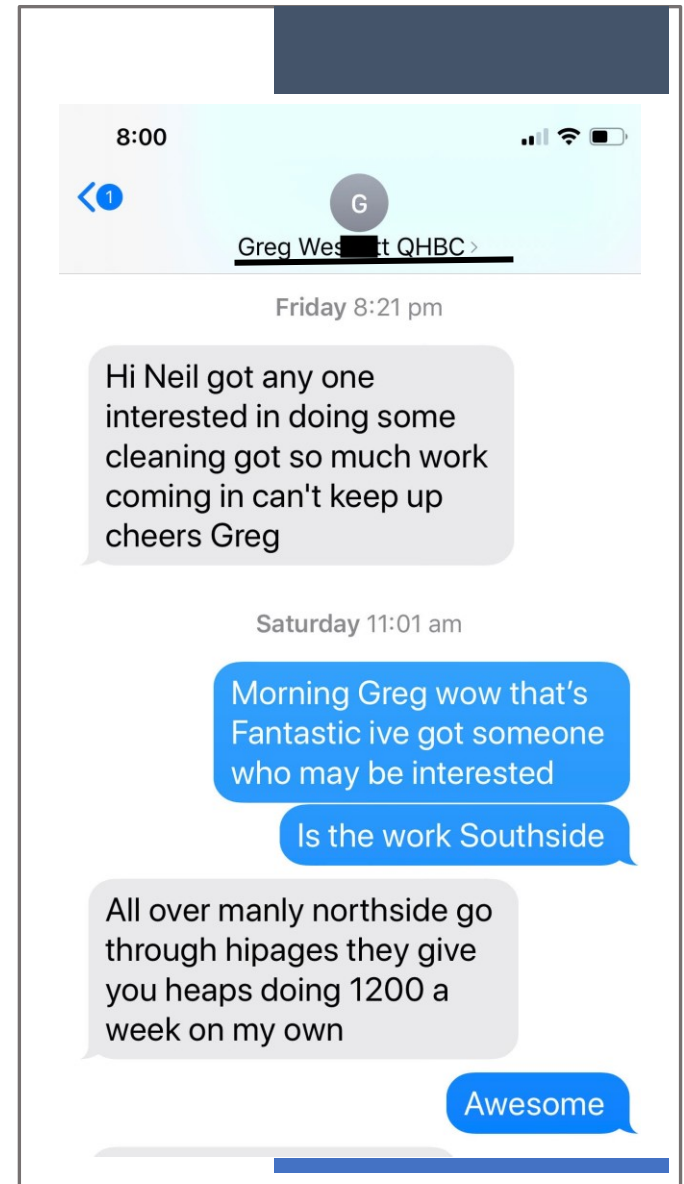 8:00
1
G
Greg Wes tt QHBC
Friday 8:21 pm
Hi Neil got any one
interested in doing some
cleaning got so much work
coming in can't keep up
cheers Greg
Saturday 11:01 am
Morning Greg wow that's
Fantastic ive got someone
who may be interested
Is the work Southside
All over manly northside go
through hipages they give
you heaps doing 1200 a
week on my own
Awesome